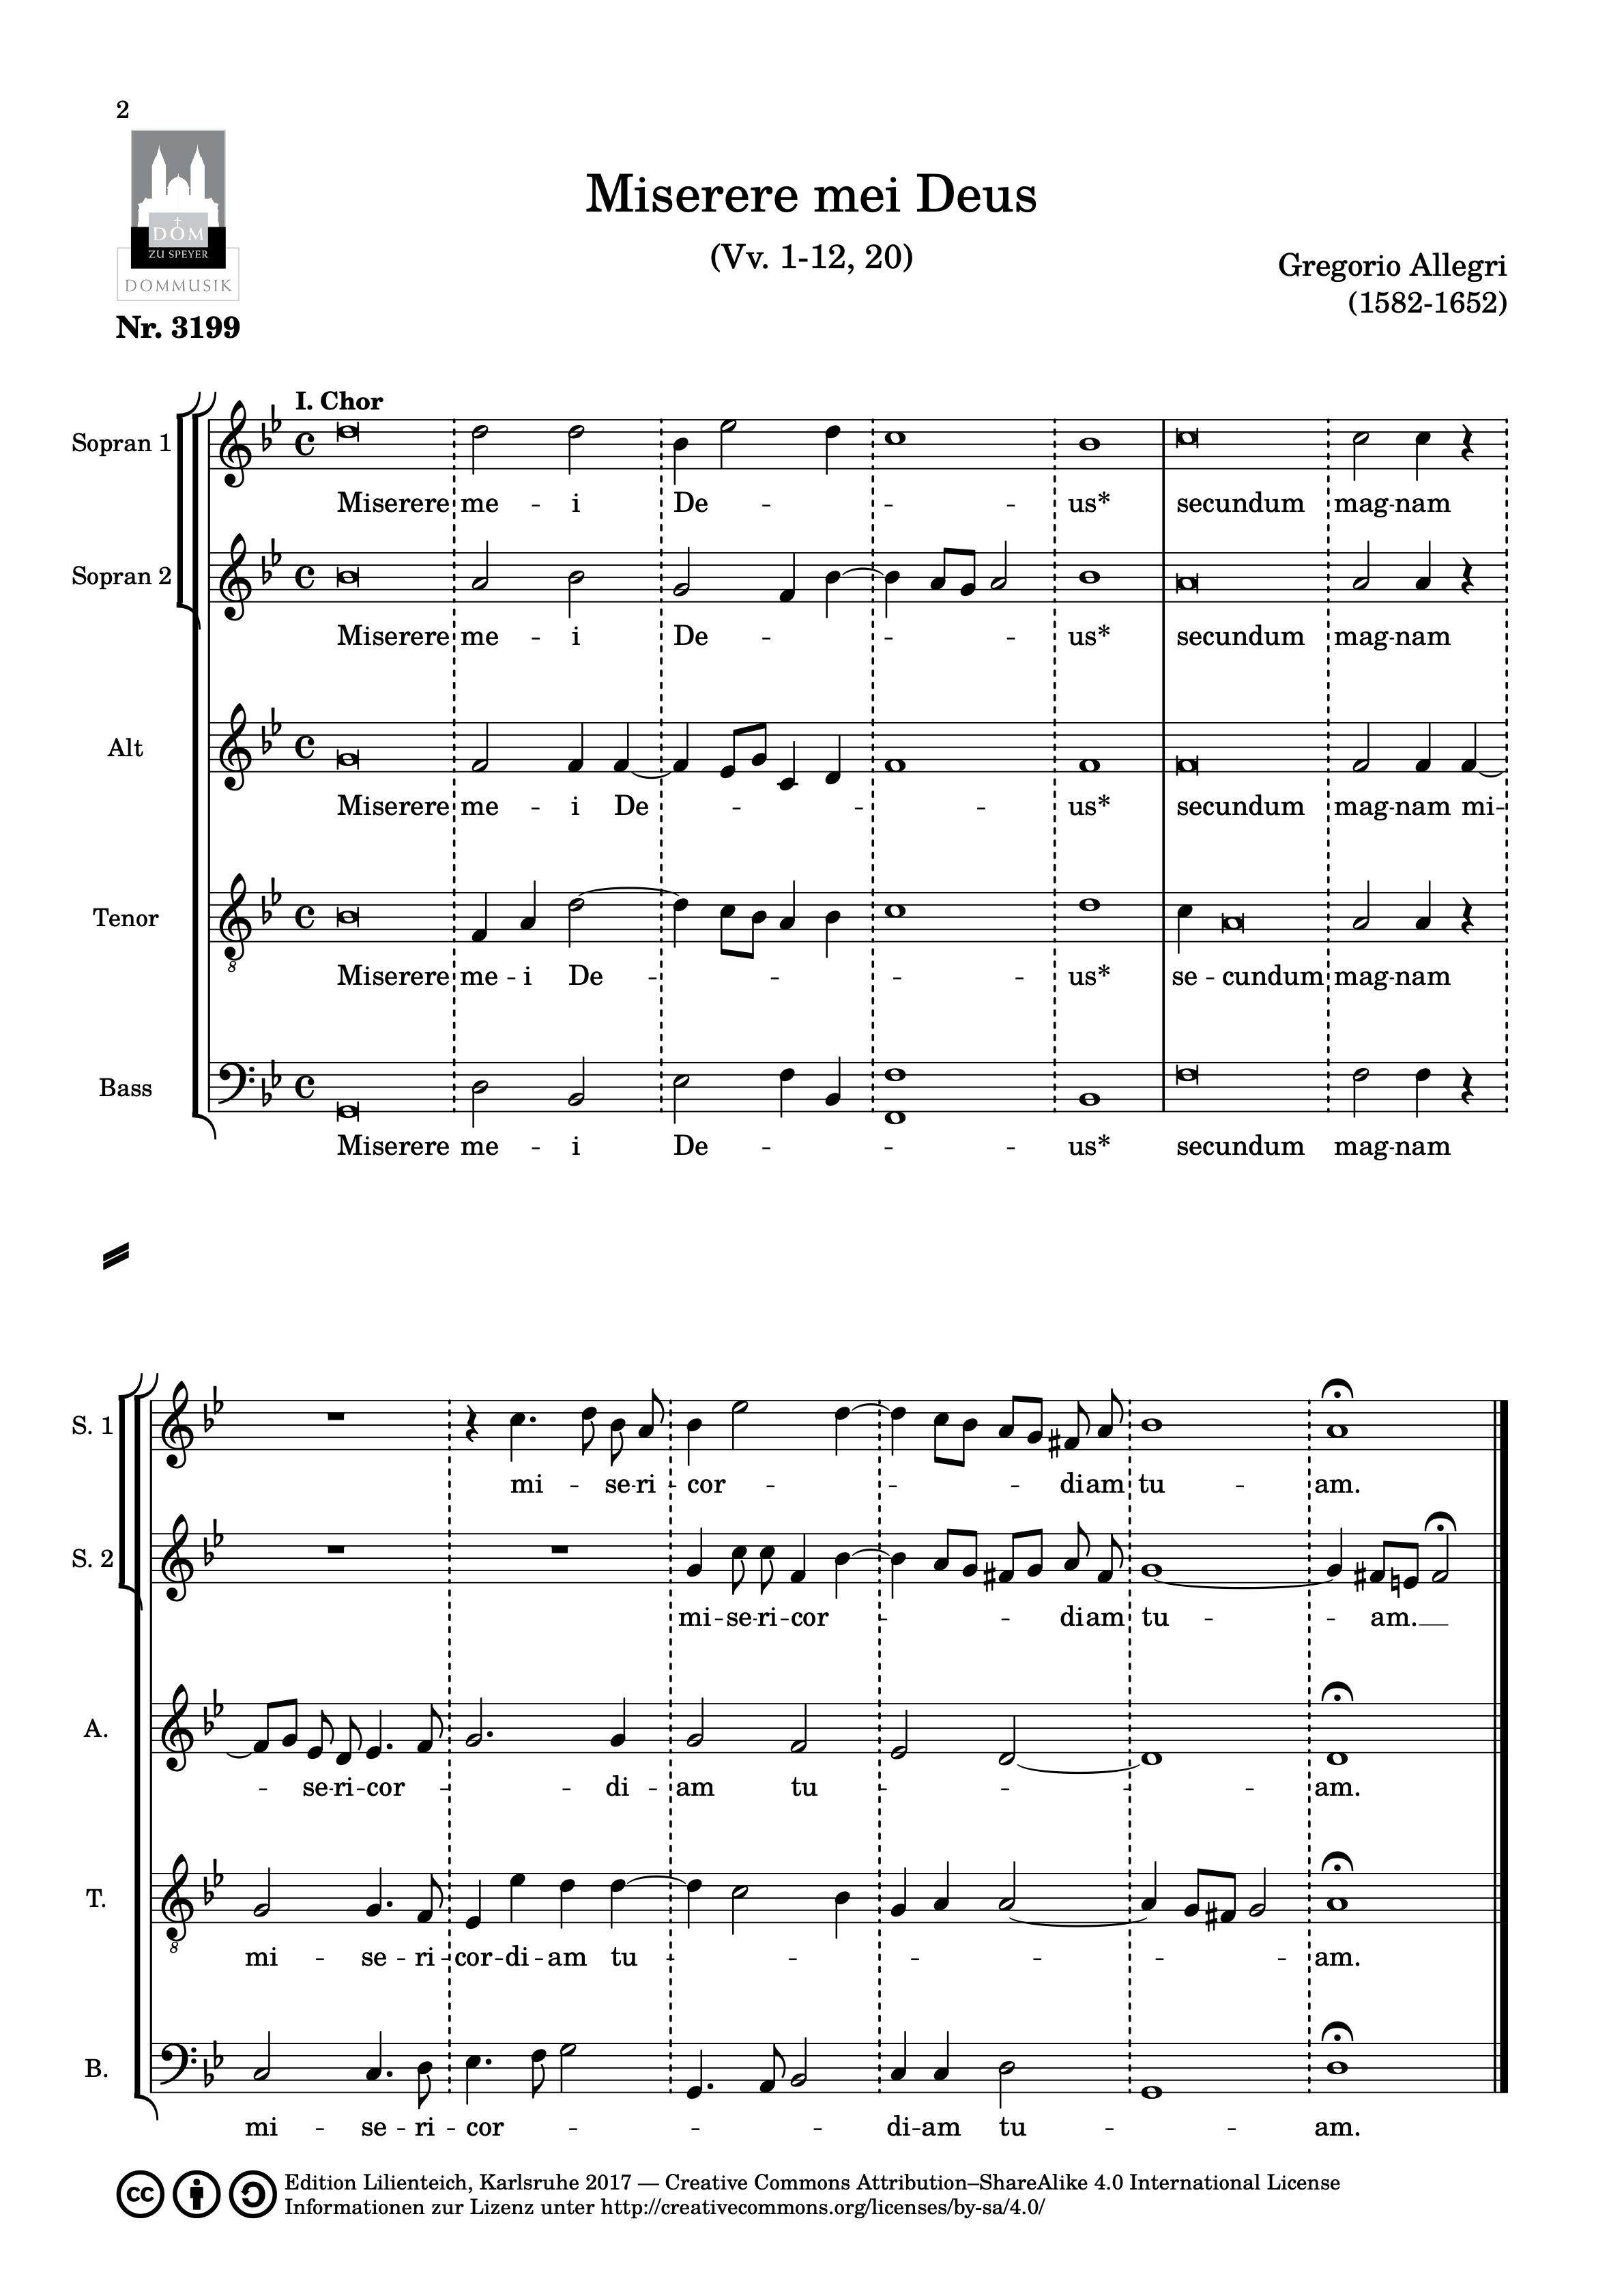 2
DOM
ZU SPEYER
DOMMUSIK
Nr. 3199
Miserere mei Deus
(Vv. 1-12, 20)
Gregorio Allegri
(1582-1652)
I. Chor
Sopran 1
Miserere me - i De - - - us* secundum mag-nam
Sopran 2
Miserere me - i De - - - us* secundum mag-nam
Alt
Miserere me - i De - - - us* secundum mag-nam mi-
Tenor
8
Miserere me - i De - - - - us* se - cundum mag-nam
Bass
Miserere me - i De - - - us* secundum mag-nam
S. 1
mi - se-ri - cor - - - diam tu - am.
S. 2
mi-se-ri-cor - - diam tu - - am.
A.
- se-ri-cor - - di - am tu - - - am.
T.
8
mi - se - ri-cor-di-am tu - - - - - - am.
B.
mi - se - ri - cor - - - di-am tu - - am.
Edition Lilienteich, Karlsruhe 2017 — Creative Commons Attribution–ShareAlike 4.0 International License
Informationen zur Lizenz unter http://creativecommons.org/licenses/by-sa/4.0/